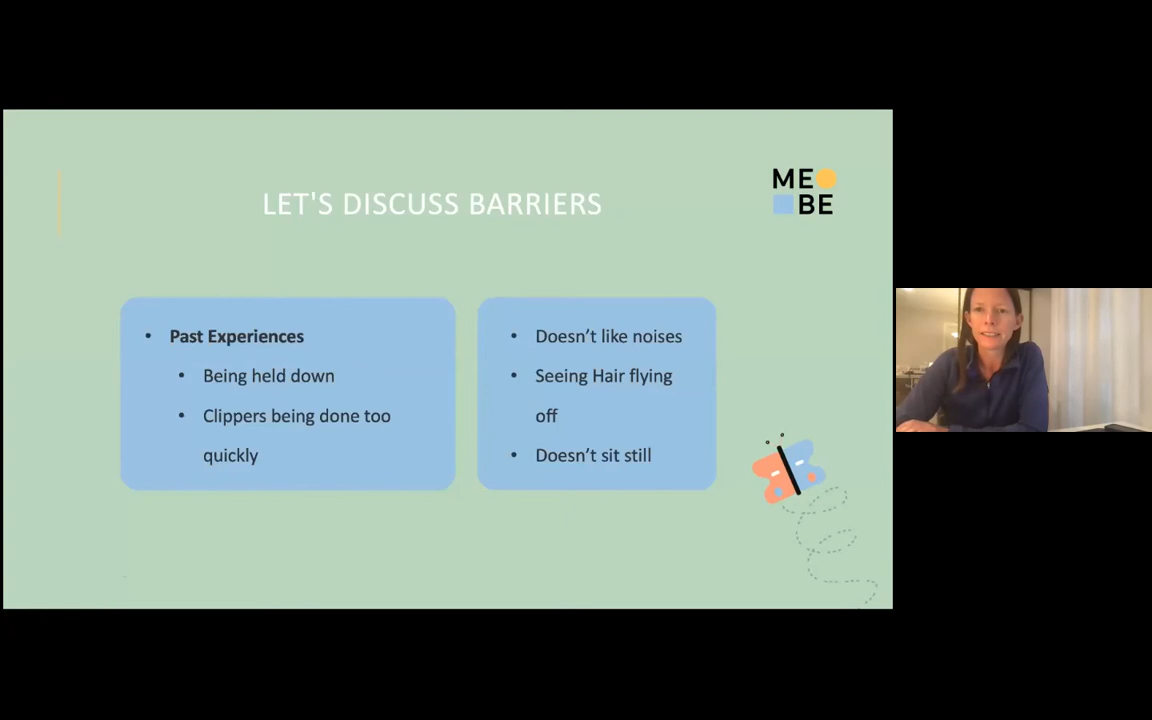 LET'S DISCUSS BARRIERS
ME
BE
• Past Experiences
• Being held down
• Clippers being done too
quickly
• Doesn’t like noises
• Seeing Hair flying
off
• Doesn’t sit still